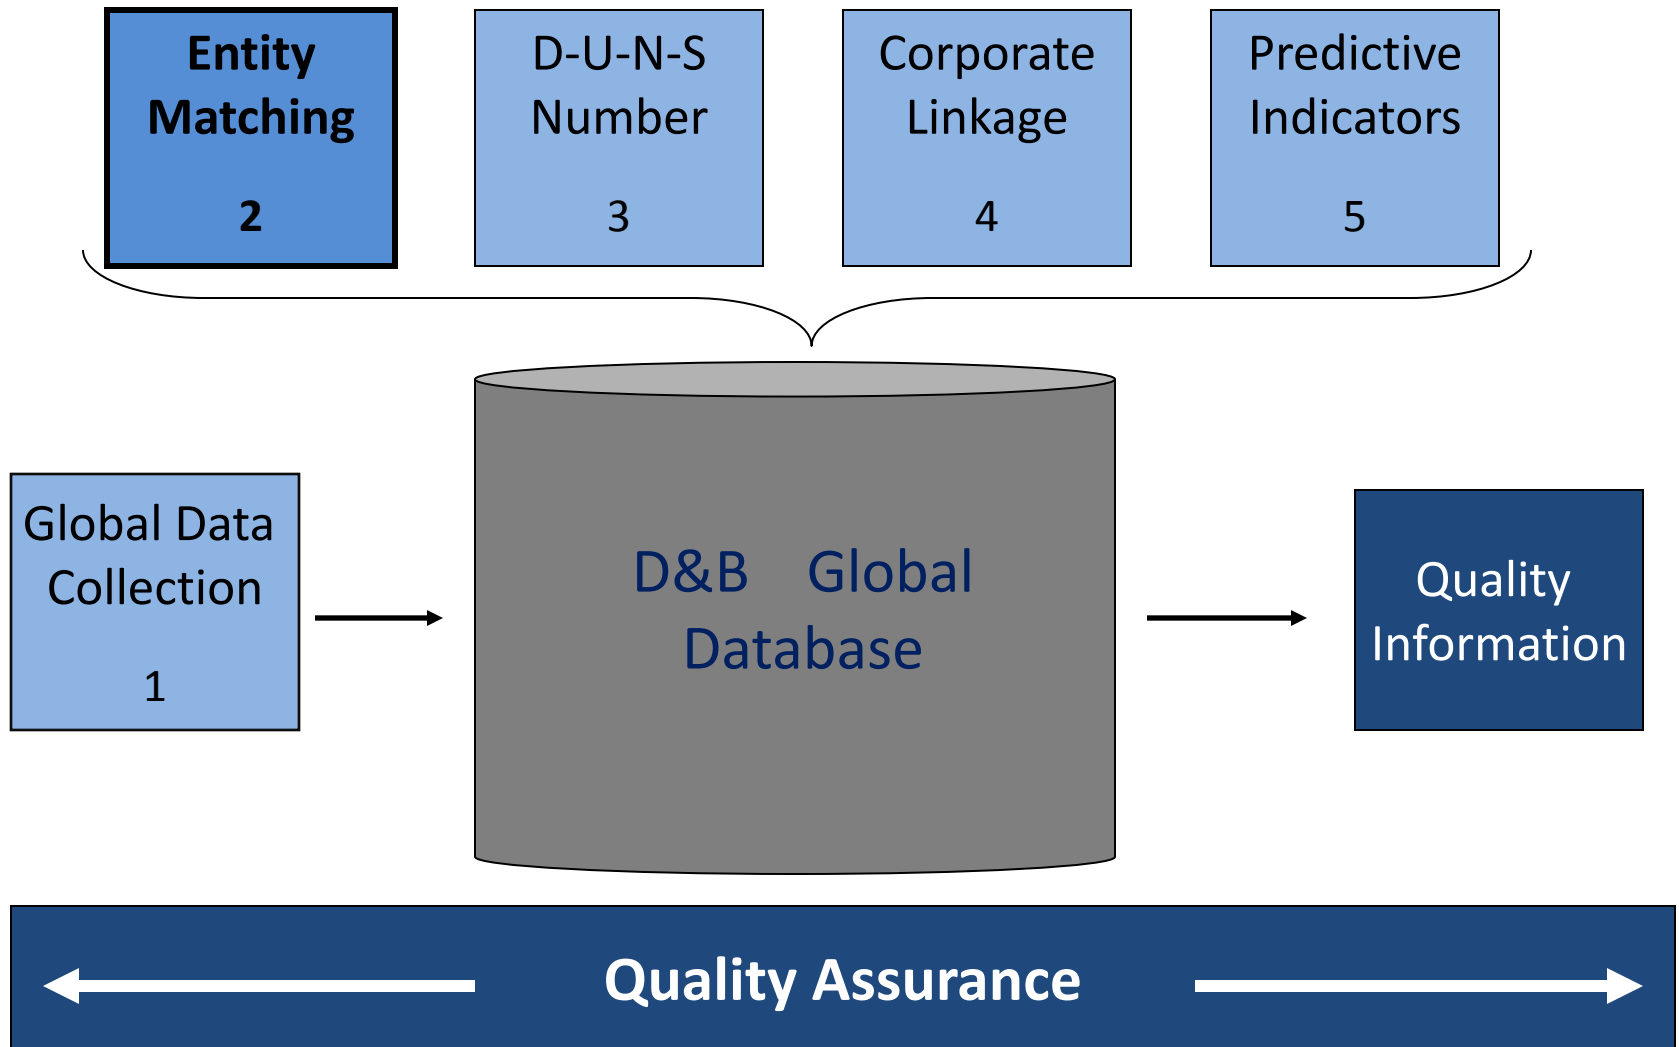 Entity
Matching
2
D-U-N-S
Number
3
Corporate
Linkage
4
Predictive
Indicators
5
Global Data
Collection
1
D&B Global
Database
Quality
Information
Quality Assurance